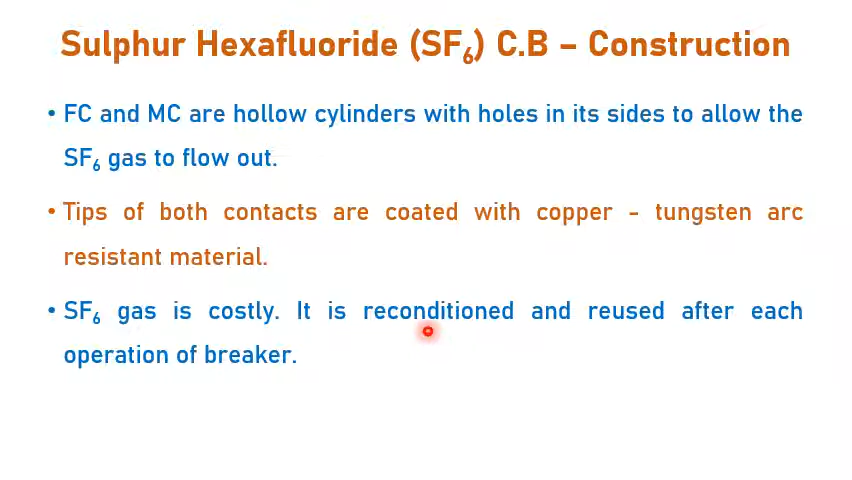 Sulphur Hexafluoride (SF₆) C.B – Construction
• FC and MC are hollow cylinders with holes in its sides to allow the
SF₆ gas to flow out.
• Tips of both contacts are coated with copper - tungsten arc
resistant material.
• SF₆ gas is costly. It is reconditioned and reused after each
operation of breaker.